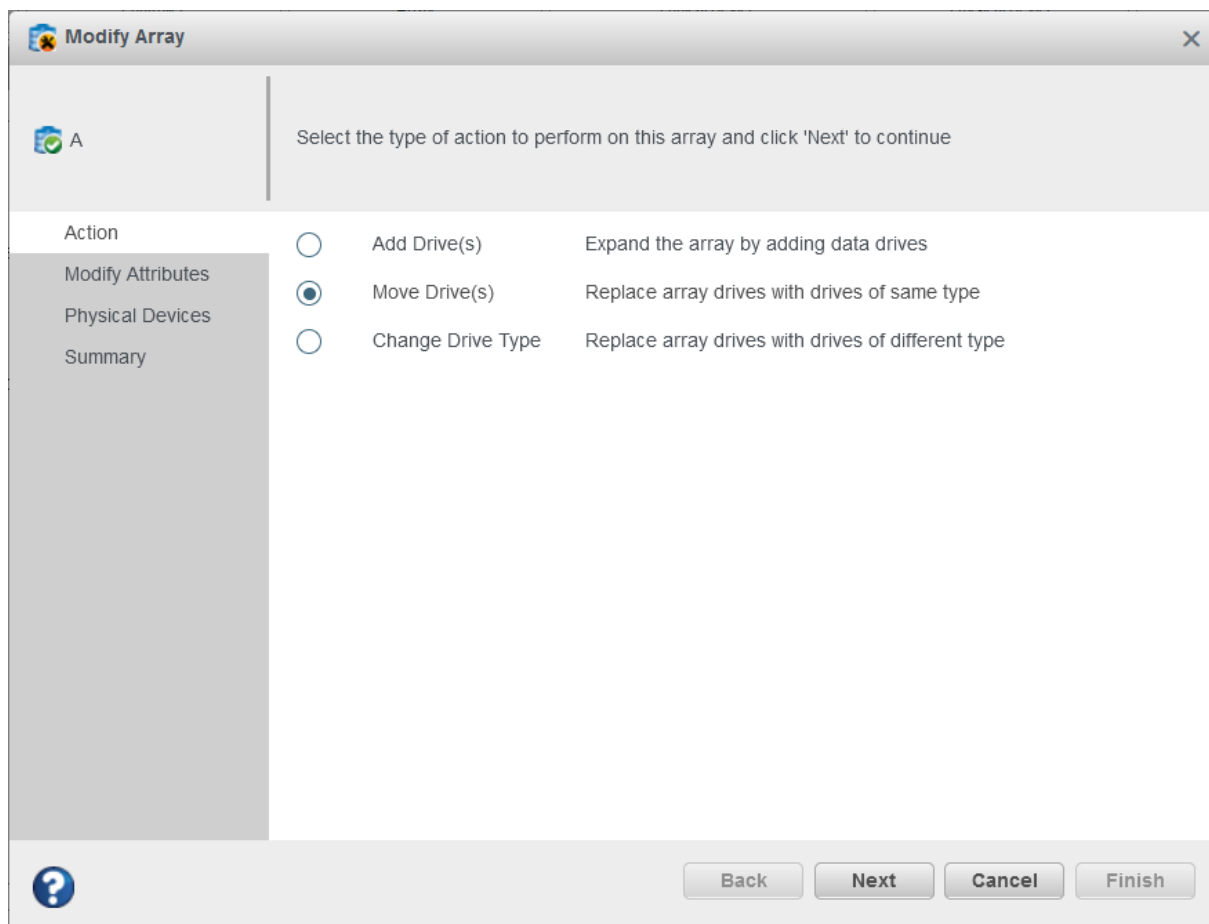 Modify Array
A
Select the type of action to perform on this array and click 'Next' to continue
Action
Modify Attributes
Physical Devices
Summary
Add Drive(s) Expand the array by adding data drives
Move Drive(s) Replace array drives with drives of same type
Change Drive Type Replace array drives with drives of different type
? Back Next Cancel Finish